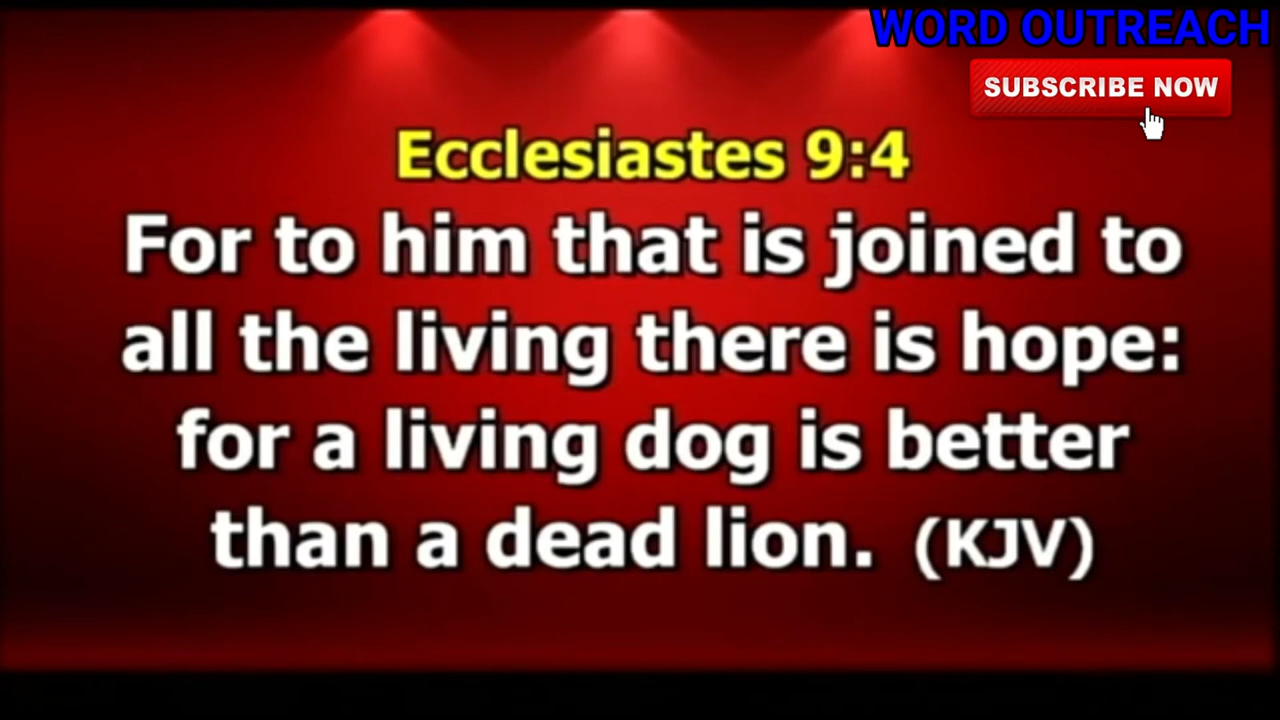 WORD OUTREACH
SUBSCRIBE NOW
Ecclesiastes 9:4
For to him that is joined to
all the living there is hope:
for a living dog is better
than a dead lion. (KJV)